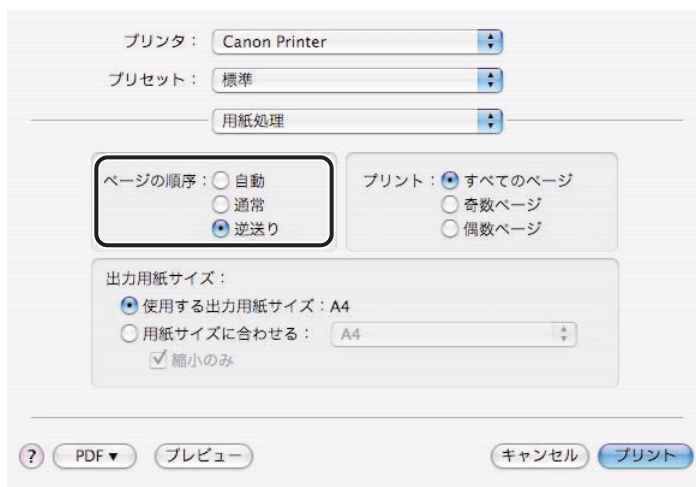 プリンタ： Canon Printer
プリセット： 標準
用紙処理
ページの順序： 自動
通常
逆送り
プリント： すべてのページ
奇数ページ
偶数ページ
出力用紙サイズ：
使用する出力用紙サイズ：A4
用紙サイズに合わせる： A4
縮小のみ
? PDF▼ プレビュー キャンセル プリント